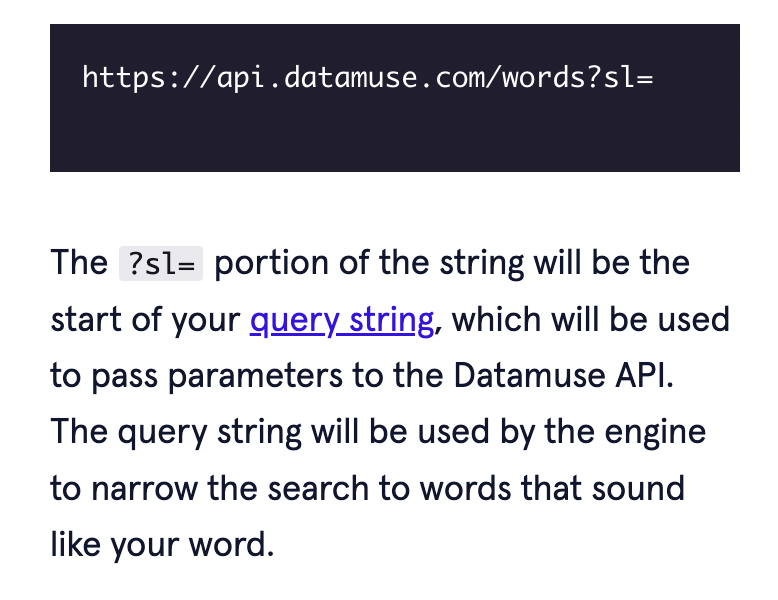 https://api.datamuse.com/words?sl=
The ?sl= portion of the string will be the
start of your query string, which will be used
to pass parameters to the Datamuse API.
The query string will be used by the engine
to narrow the search to words that sound
like your word.